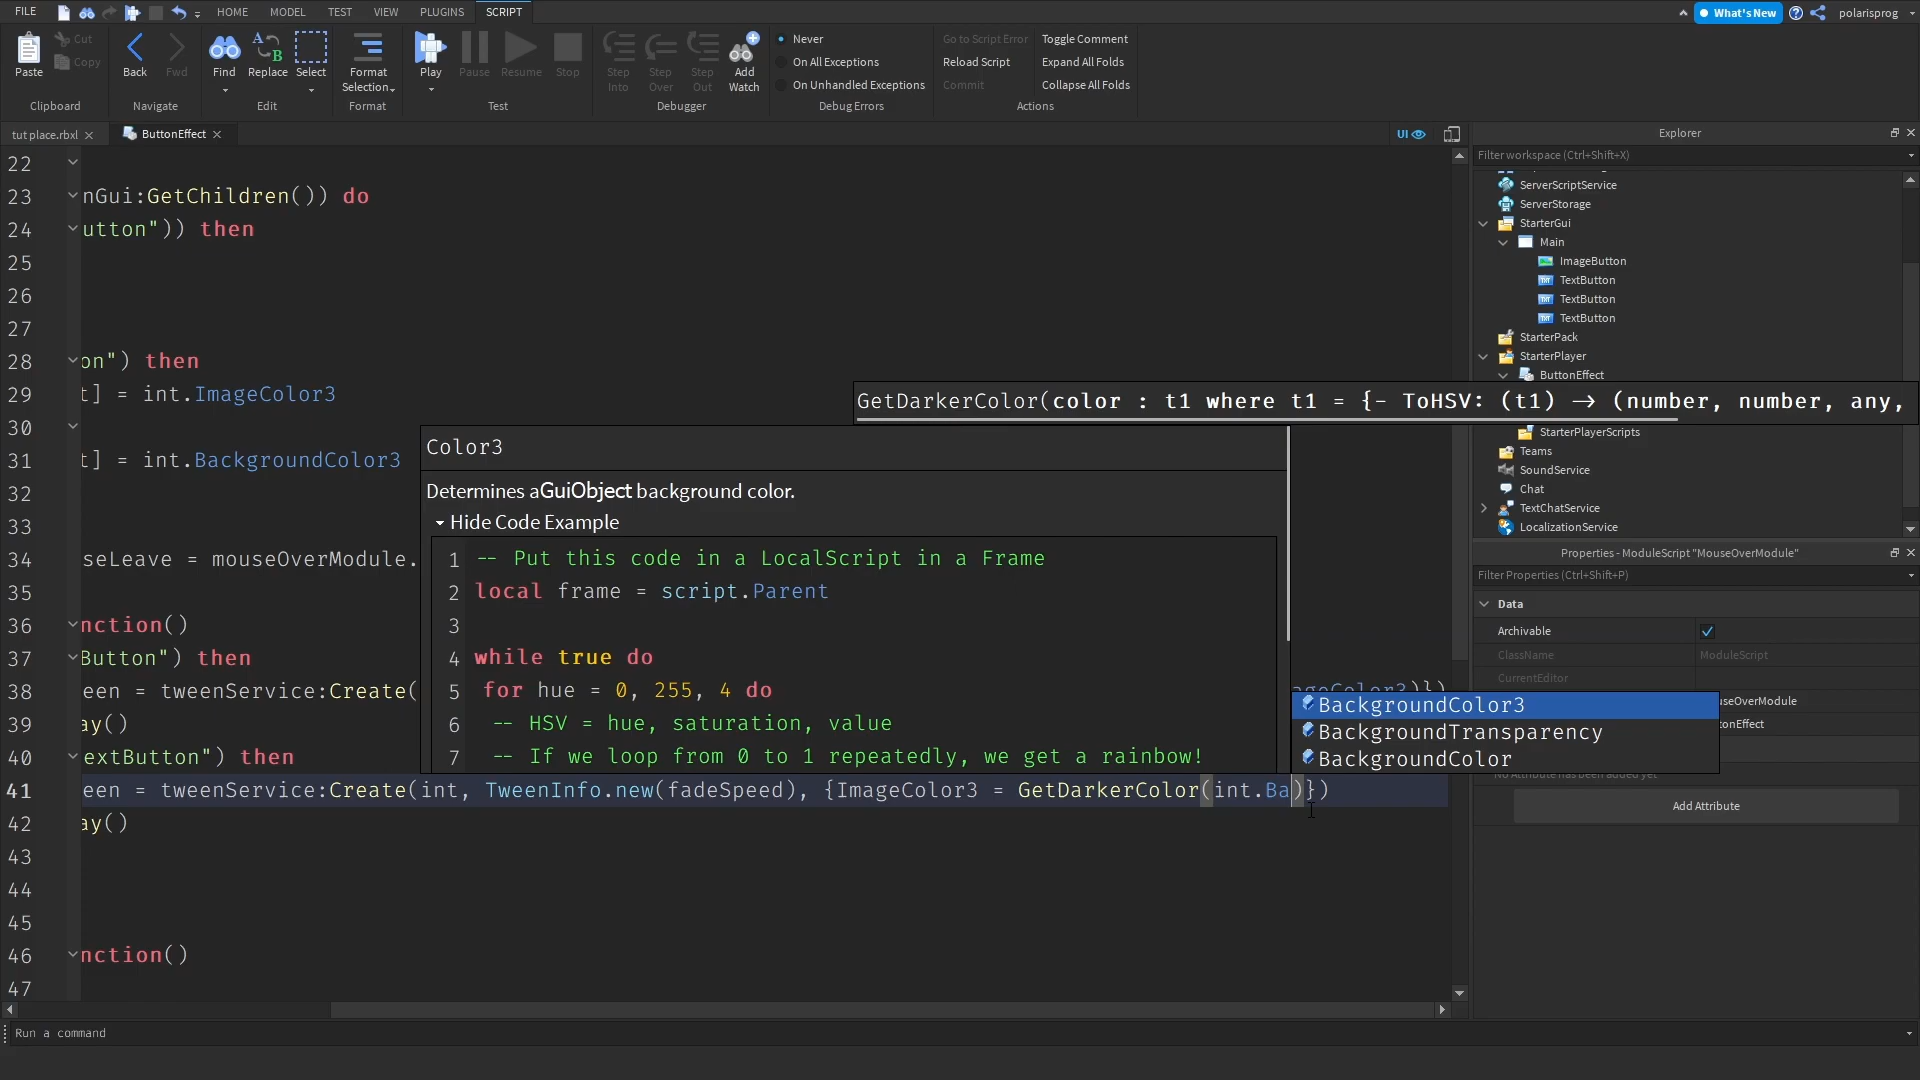 FILE HOME MODEL TEST VIEW PLUGINS SCRIPT What's New polarisprog
Paste Cut Copy Back Fwd Find Replace Select Format Selection Play Pause Resume Stop Step Into Step Over Step Out Add Watch
Never Go to Script Error Toggle Comment
On All Exceptions Reload Script Expand All Folds
On Unhandled Exceptions Commit Collapse All Folds
Clipboard Navigate Edit Format Test Debugger Debug Errors Actions
tut place.rbxl ButtonEffect UI Explorer
Filter workspace (Ctrl+Shift+X)
ServerScriptService
ServerStorage
StarterGui
Main
ImageButton
TextButton
TextButton
TextButton
StarterPack
StarterPlayer
ButtonEffect
StarterPlayerScripts
Teams
SoundService
Chat
TextChatService
LocalizationService
Properties - ModuleScript "MouseOverModule"
Filter Properties (Ctrl+Shift+P)
Data
Archivable
ClassName ModuleScript
CurrentEditor
useOverModule
tonEffect
No Attribute has been added yet
Add Attribute
22
23 nGui:GetChildren()) do
24 utton")) then
25
26
27
28 on") then
29 t] = int.ImageColor3
30
31 t] = int.BackgroundColor3
32
33
34 seLeave = mouseOverModule.
35
36 nction()
37 Button") then
38 een = tweenService:Create( ageColor3)})
39 ay()
40 extButton") then
41 een = tweenService:Create(int, TweenInfo.new(fadeSpeed), {ImageColor3 = GetDarkerColor(int.Ba)})
42 ay()
43
44
45
46 nction()
47
GetDarkerColor(color : t1 where t1 = {- ToHSV: (t1) -> (number, number, any,
Color3
Determines aGuiObject background color.
Hide Code Example
1 -- Put this code in a LocalScript in a Frame
2 local frame = script.Parent
3
4 while true do
5 for hue = 0, 255, 4 do
6 -- HSV = hue, saturation, value
7 -- If we loop from 0 to 1 repeatedly, we get a rainbow!
BackgroundColor3
BackgroundTransparency
BackgroundColor
Run a command